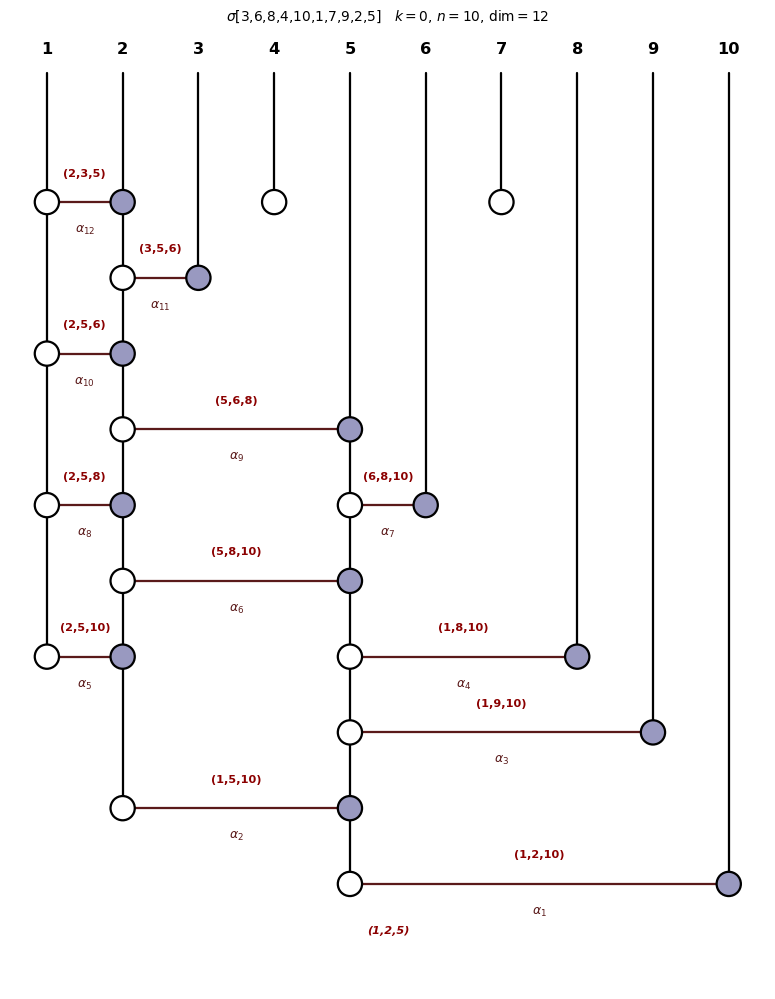 σ[3,6,8,4,10,1,7,9,2,5]   k = 0, n = 10, dim = 12
1 2 3 4 5 6 7 8 9 10
(2,3,5)
α₁₂
(3,5,6)
α₁₁
(2,5,6)
α₁₀
(5,6,8)
α₉
(2,5,8) (6,8,10)
α₈ α₇
(5,8,10)
α₆
(2,5,10) (1,8,10)
α₅ α₄
(1,9,10)
α₃
(1,5,10)
α₂
(1,2,10)
α₁
(1,2,5)